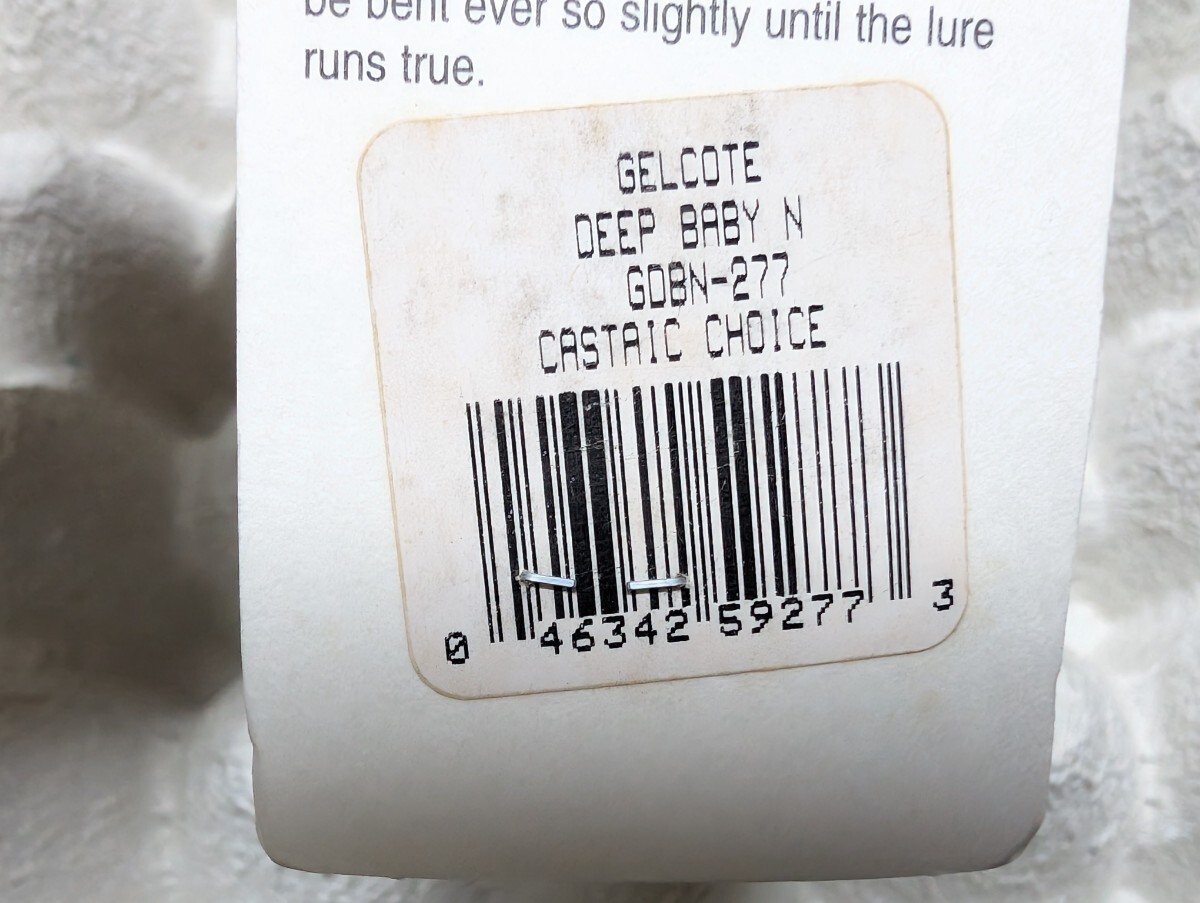 be bent ever so slightly until the lure
runs true.
GELCOTE
DEEP BABY N
GDBN-277
CASTAIC CHOICE
0 46342 59277 3